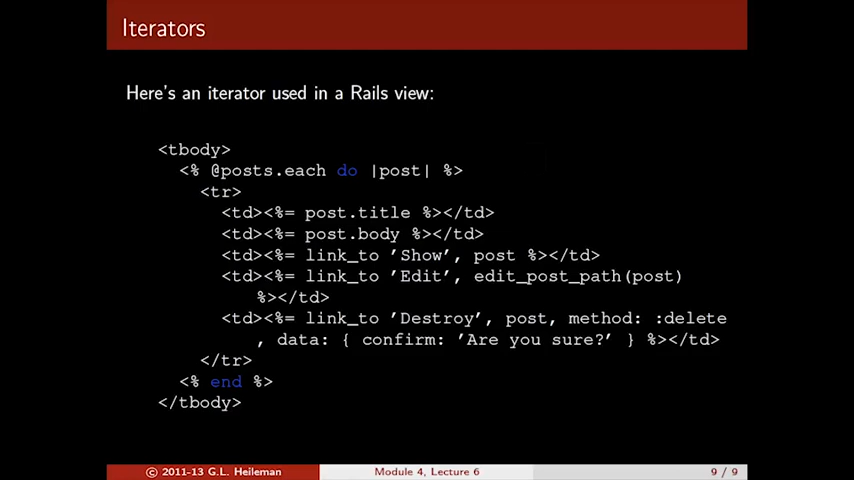 Iterators
Here's an iterator used in a Rails view:
<tbody>
<% @posts.each do |post| %>
<tr>
<td><%= post.title %></td>
<td><%= post.body %></td>
<td><%= link_to ’Show’, post %></td>
<td><%= link_to ’Edit’, edit_post_path(post)
%></td>
<td><%= link_to ’Destroy’, post, method: :delete
, data: { confirm: ’Are you sure?’ } %></td>
</tr>
<% end %>
</tbody>
© 2011-13 G.L. Heileman Module 4, Lecture 6 9 / 9